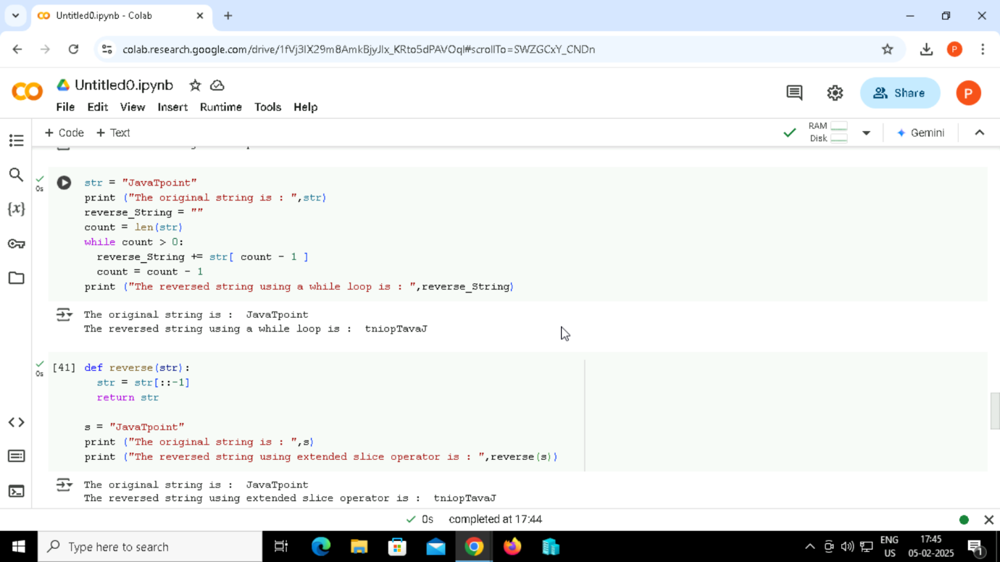 Untitled0.ipynb - Colab
colab.research.google.com/drive/1fVj3lX29m8AmkBjyJlx_KRto5dPAVOql#scrollTo=SWZGCxY_CNDn
P
Untitled0.ipynb
File Edit View Insert Runtime Tools Help
Share
P
+ Code + Text
RAM
Disk
Gemini
0s
str = "JavaTpoint"
print ("The original string is : ",str)
reverse_String = ""
count = len(str)
while count > 0:
reverse_String += str[ count - 1 ]
count = count - 1
print ("The reversed string using a while loop is : ",reverse_String)
The original string is :  JavaTpoint
The reversed string using a while loop is :  tniopTavaJ
0s
[41] def reverse(str):
str = str[::-1]
return str
s = "JavaTpoint"
print ("The original string is : ",s)
print ("The reversed string using extended slice operator is : ",reverse(s))
The original string is :  JavaTpoint
The reversed string using extended slice operator is :  tniopTavaJ
0s completed at 17:44
Type here to search
ENG
US
17:45
05-02-2025
1